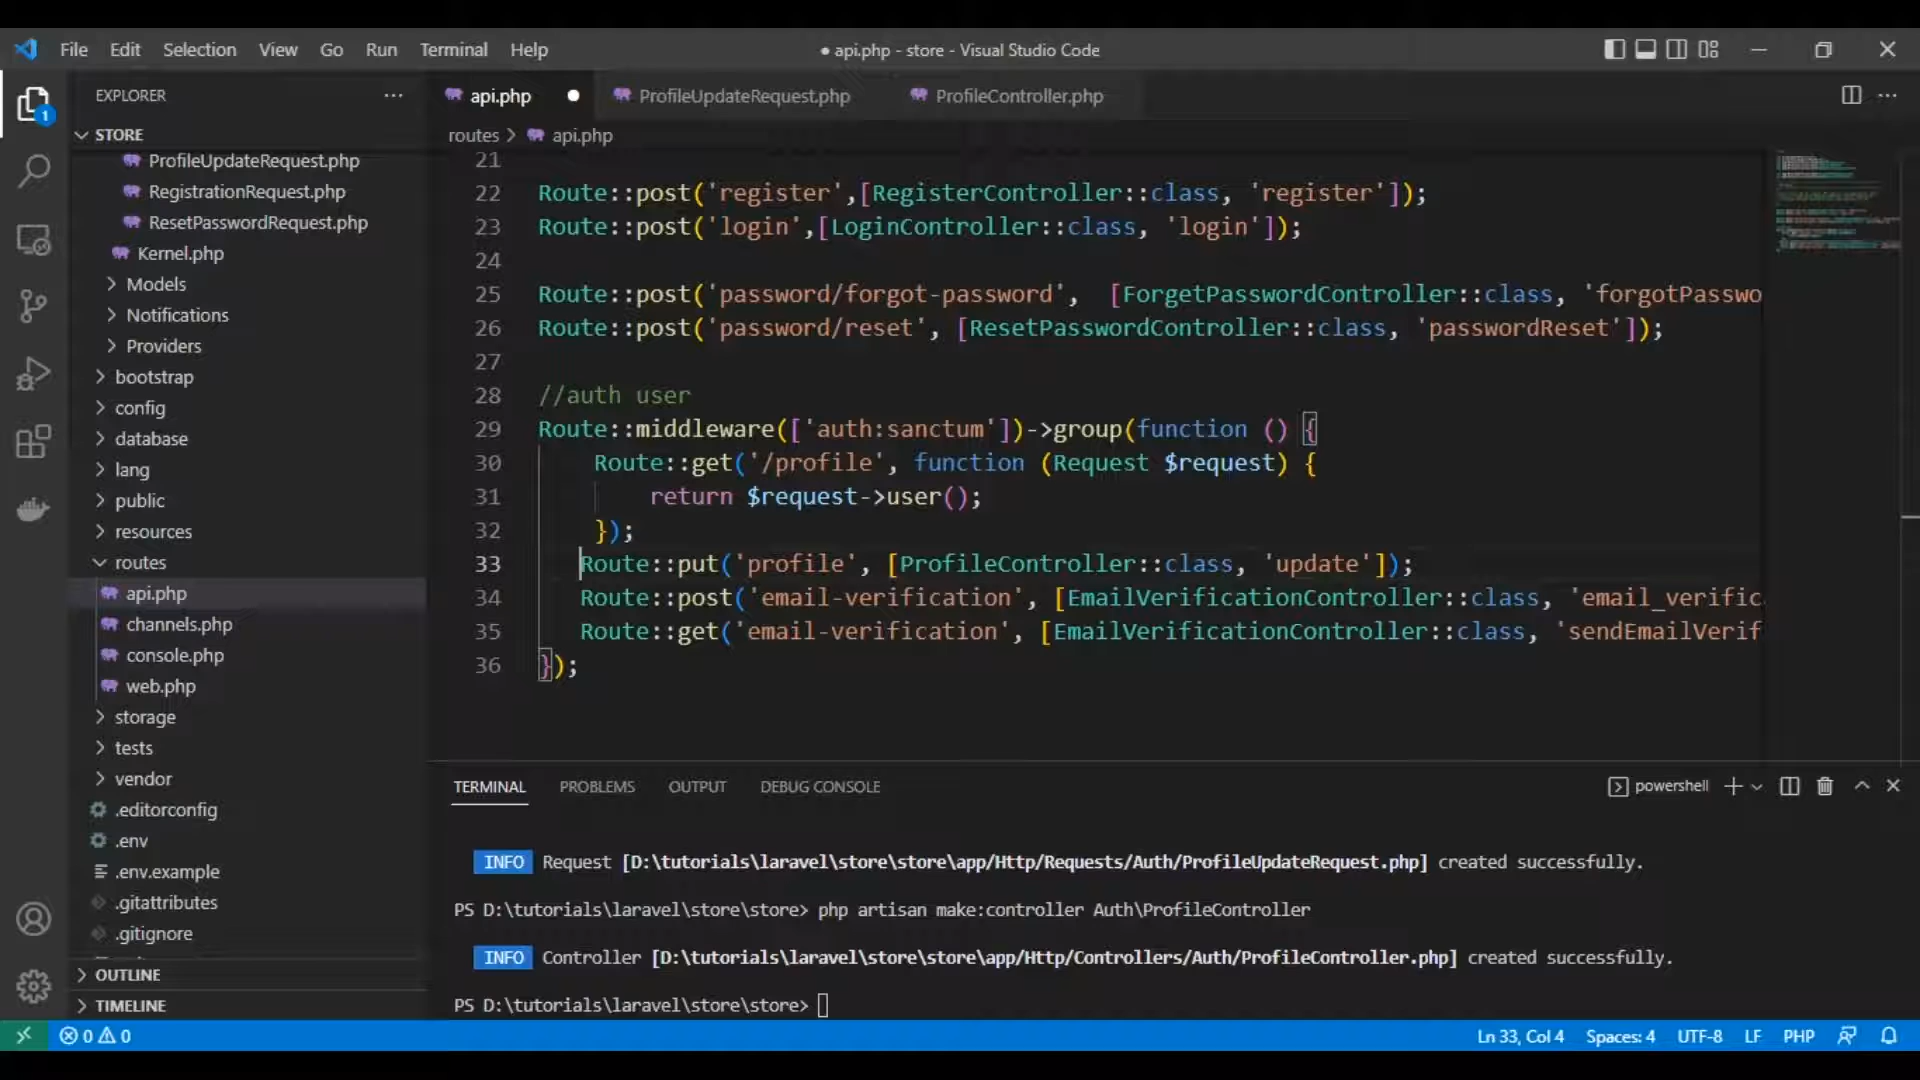 File Edit Selection View Go Run Terminal Help
● api.php - store - Visual Studio Code
EXPLORER
STORE
ProfileUpdateRequest.php
RegistrationRequest.php
ResetPasswordRequest.php
Kernel.php
Models
Notifications
Providers
bootstrap
config
database
lang
public
resources
routes
api.php
channels.php
console.php
web.php
storage
tests
vendor
.editorconfig
.env
.env.example
.gitattributes
.gitignore
OUTLINE
TIMELINE
1
api.php ProfileUpdateRequest.php ProfileController.php
routes > api.php
21
22 Route::post('register',[RegisterController::class, 'register']);
23 Route::post('login',[LoginController::class, 'login']);
24
25 Route::post('password/forgot-password',  [ForgetPasswordController::class, 'forgotPasswo
26 Route::post('password/reset', [ResetPasswordController::class, 'passwordReset']);
27
28 //auth user
29 Route::middleware(['auth:sanctum'])->group(function () {
30     Route::get('/profile', function (Request $request) {
31         return $request->user();
32     });
33    Route::put('profile', [ProfileController::class, 'update']);
34    Route::post('email-verification', [EmailVerificationController::class, 'email_verific
35    Route::get('email-verification', [EmailVerificationController::class, 'sendEmailVerif
36 });
TERMINAL PROBLEMS OUTPUT DEBUG CONSOLE
powershell
INFO Request [D:\tutorials\laravel\store\store\app/Http/Requests/Auth/ProfileUpdateRequest.php] created successfully.
PS D:\tutorials\laravel\store\store> php artisan make:controller Auth\ProfileController
INFO Controller [D:\tutorials\laravel\store\store\app/Http/Controllers/Auth/ProfileController.php] created successfully.
PS D:\tutorials\laravel\store\store>
0 0
Ln 33, Col 4 Spaces: 4 UTF-8 LF PHP